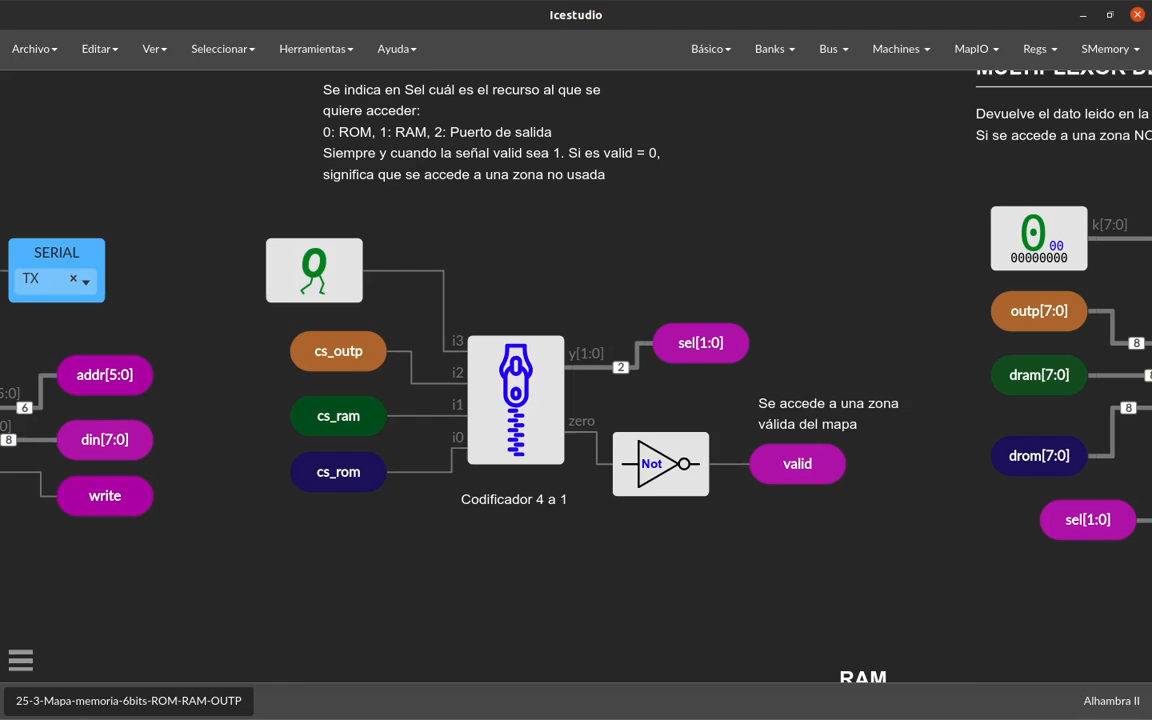 Icestudio
Archivo Editar Ver Seleccionar Herramientas Ayuda Básico Banks Bus Machines MapIO Regs SMemory
Se indica en Sel cuál es el recurso al que se
quiere acceder:
0: ROM, 1: RAM, 2: Puerto de salida
Siempre y cuando la señal valid sea 1. Si es valid = 0,
significa que se accede a una zona no usada
Devuelve el dato leido en la
Si se accede a una zona NO
SERIAL
TX ×
0
k[7:0]
0 00
00000000
outp[7:0]
8
dram[7:0]
8
drom[7:0]
sel[1:0]
cs_outp
cs_ram
cs_rom
i3
i2
i1
i0
y[1:0]
zero
2
sel[1:0]
Not
Se accede a una zona
válida del mapa
valid
Codificador 4 a 1
addr[5:0]
6
din[7:0]
8
write
RAM
25-3-Mapa-memoria-6bits-ROM-RAM-OUTP
Alhambra II